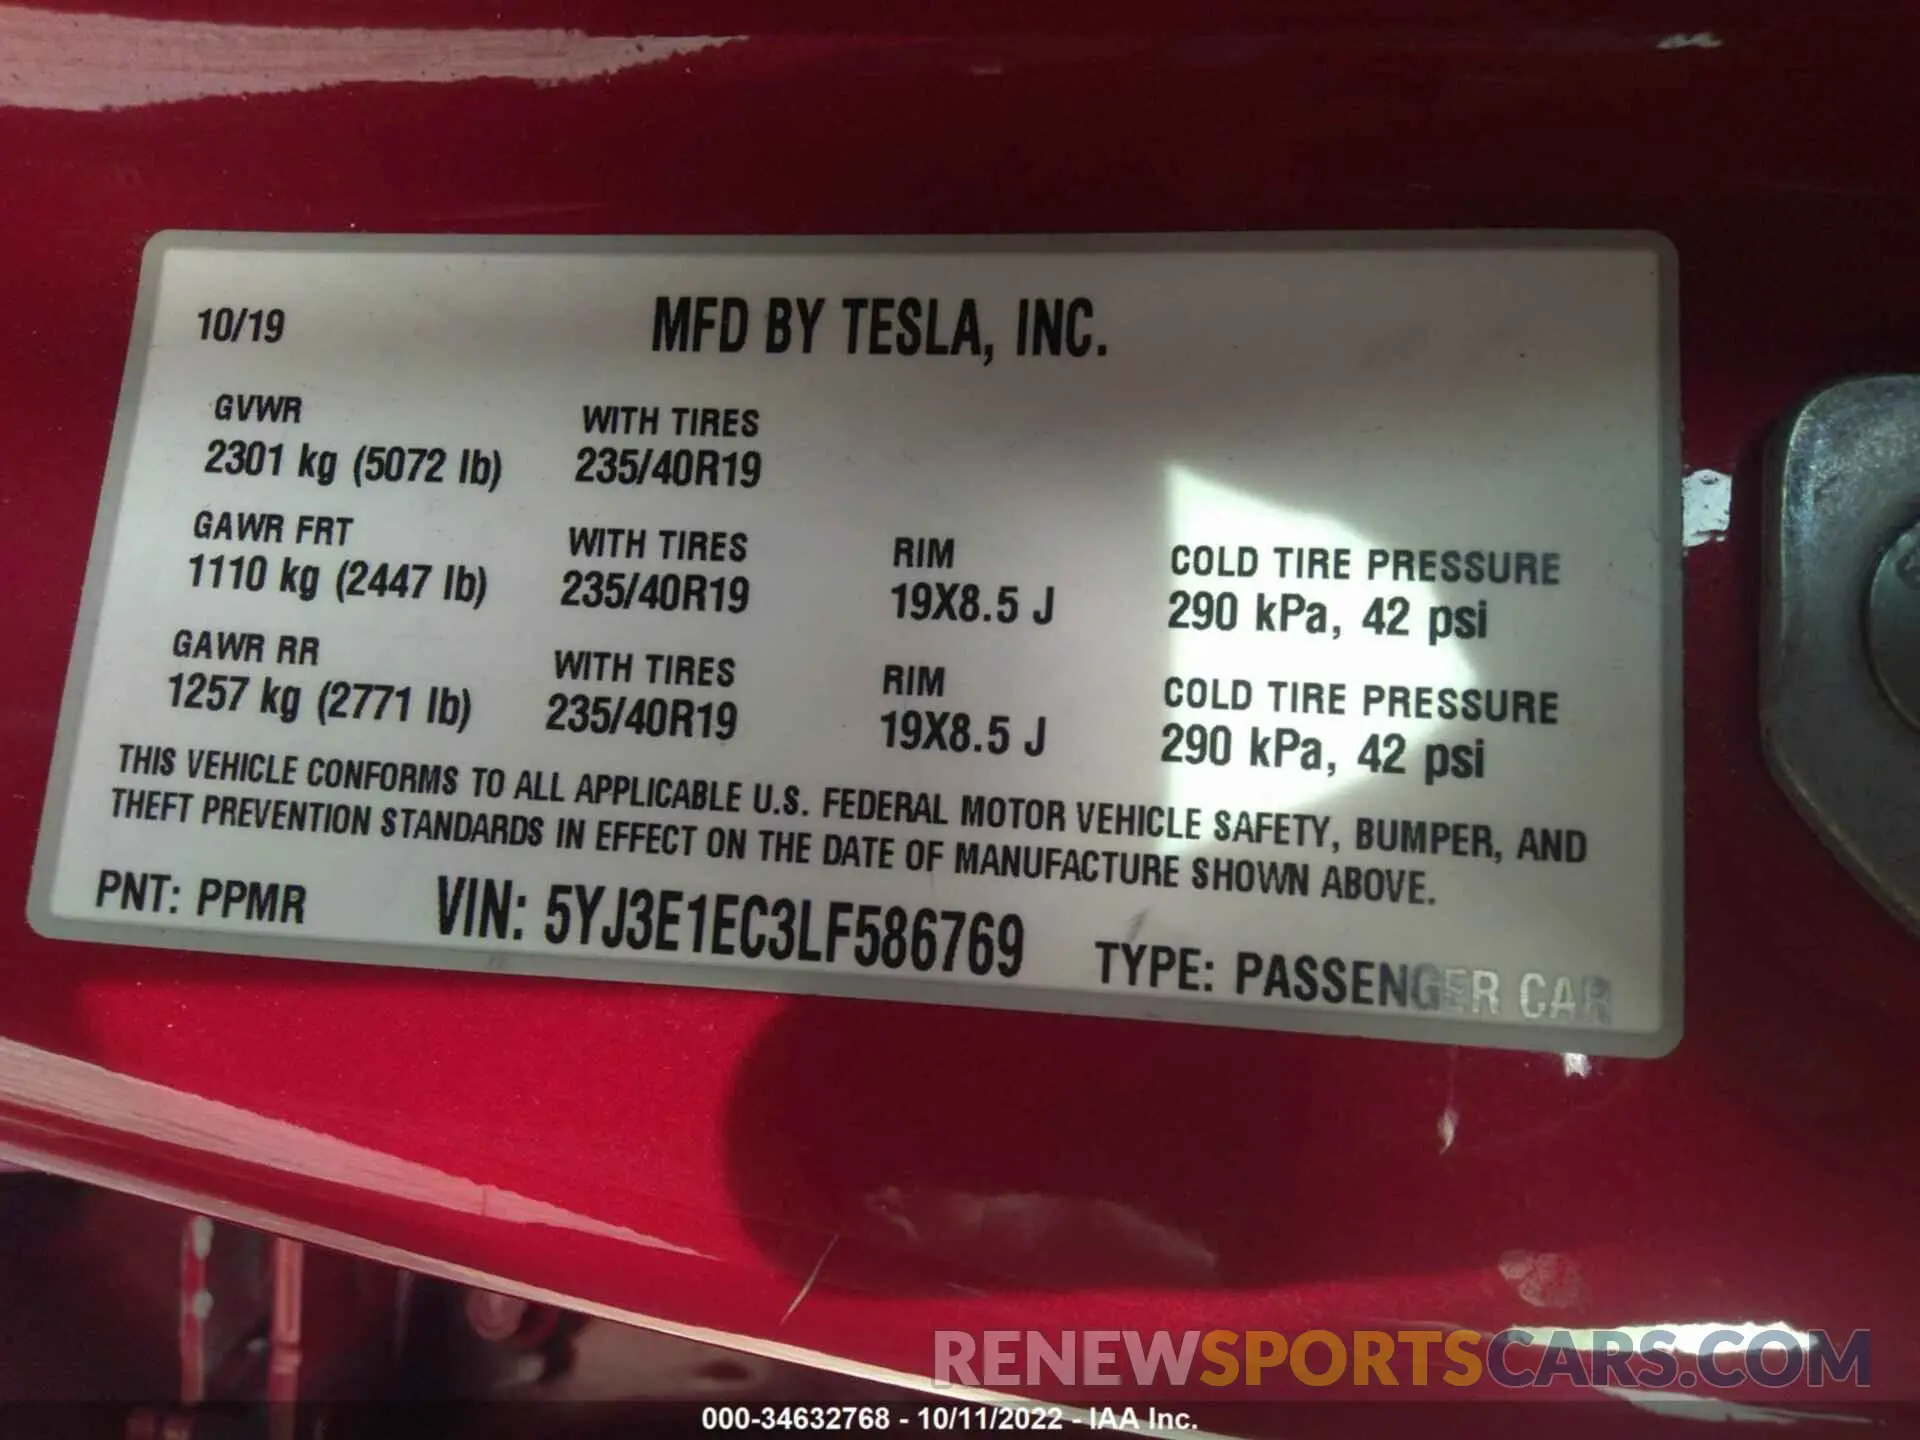 10/19 MFD BY TESLA, INC.
GVWR WITH TIRES
2301 kg (5072 lb) 235/40R19
GAWR FRT WITH TIRES RIM COLD TIRE PRESSURE
1110 kg (2447 lb) 235/40R19 19X8.5 J 290 kPa, 42 psi
GAWR RR WITH TIRES RIM COLD TIRE PRESSURE
1257 kg (2771 lb) 235/40R19 19X8.5 J 290 kPa, 42 psi
THIS VEHICLE CONFORMS TO ALL APPLICABLE U.S. FEDERAL MOTOR VEHICLE SAFETY, BUMPER, AND
THEFT PREVENTION STANDARDS IN EFFECT ON THE DATE OF MANUFACTURE SHOWN ABOVE.
PNT: PPMR VIN: 5YJ3E1EC3LF586769 TYPE: PASSENGER CAR
RENEWSPORTSCARS.COM
000-34632768 - 10/11/2022 - IAA Inc.